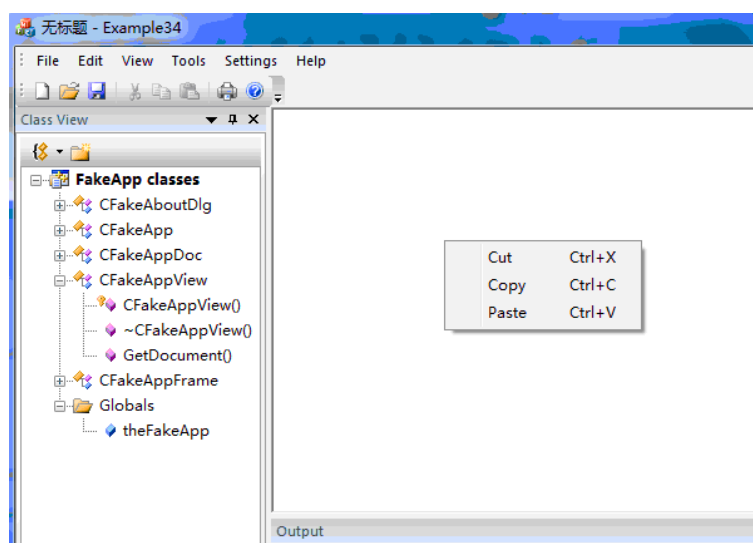 无标题 - Example34
File Edit View Tools Settings Help
Class View
FakeApp classes
CFakeAboutDlg
CFakeApp
CFakeAppDoc
CFakeAppView
CFakeAppView()
~CFakeAppView()
GetDocument()
CFakeAppFrame
Globals
theFakeApp
Cut Ctrl+X
Copy Ctrl+C
Paste Ctrl+V
Output